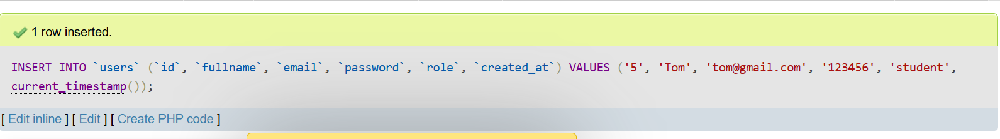 1 row inserted.
INSERT INTO `users` (`id`, `fullname`, `email`, `password`, `role`, `created_at`) VALUES ('5', 'Tom', 'tom@gmail.com', '123456', 'student',
current_timestamp());
[ Edit inline ] [ Edit ] [ Create PHP code ]